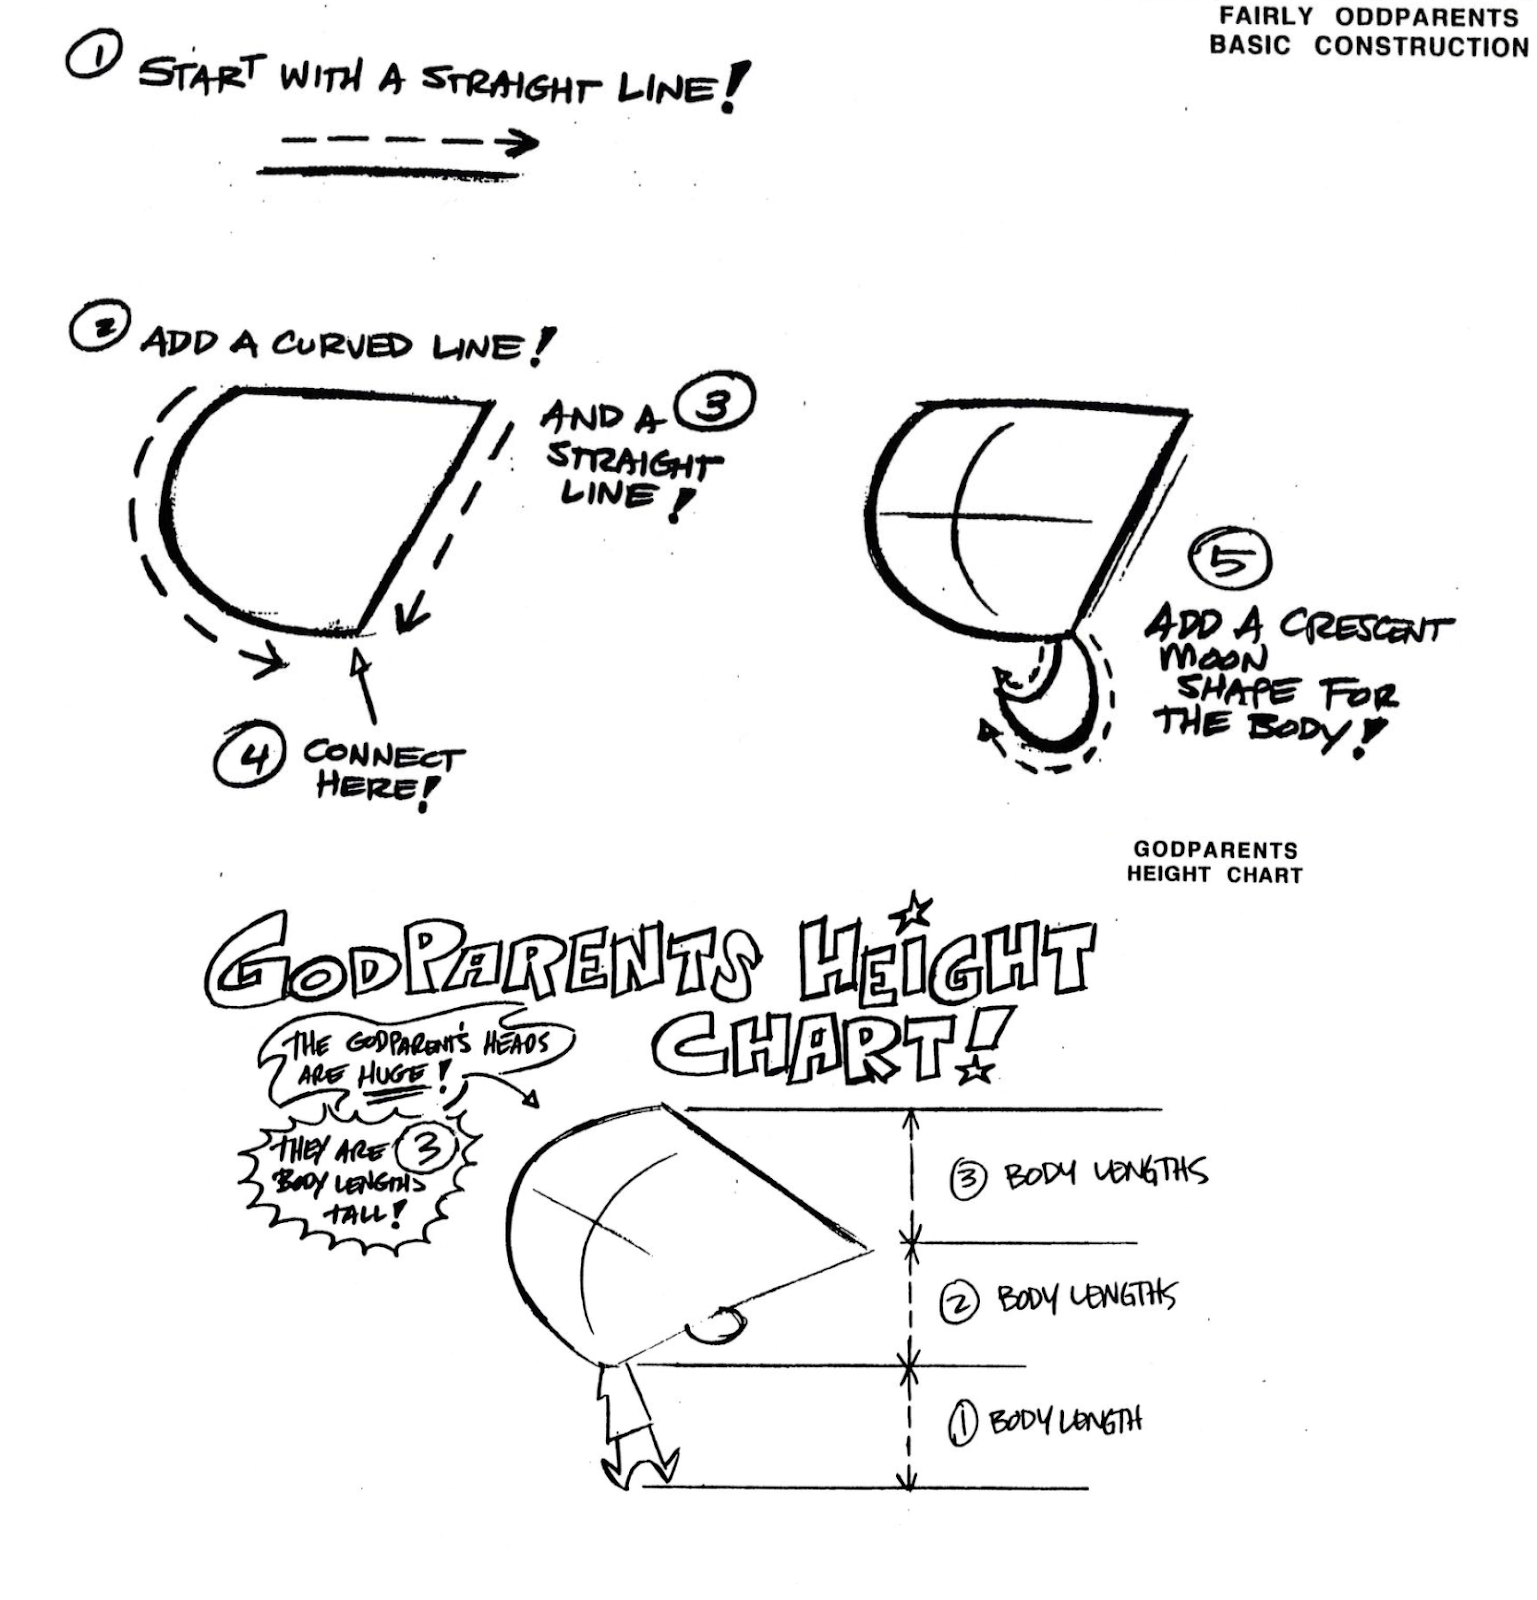 FAIRLY ODDPARENTS
BASIC CONSTRUCTION
1 START WITH A STRAIGHT LINE!
2 ADD A CURVED LINE!
AND A 3
STRAIGHT
LINE!
4 CONNECT
HERE!
5
ADD A CRESCENT
MOON
SHAPE FOR
THE BODY!
GODPARENTS
HEIGHT CHART
GODPARENTS HEIGHT
CHART!
THE GODPARENT'S HEADS
ARE HUGE!
THEY ARE 3
BODY LENGTHS
TALL!
3 BODY LENGTHS
2 BODY LENGTHS
1 BODY LENGTH